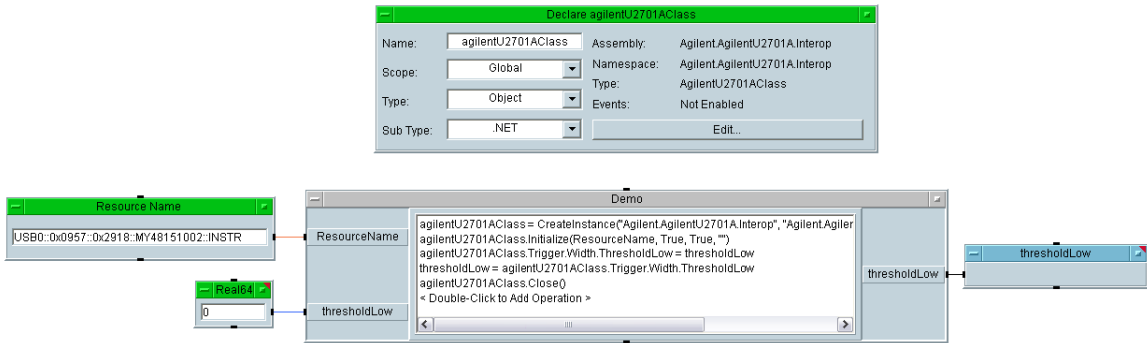 Declare agilentU2701AClass
Name: agilentU2701AClass Assembly: Agilent.AgilentU2701A.Interop
Scope: Global Namespace: Agilent.AgilentU2701A.Interop
Type: Object Type: AgilentU2701AClass
Events: Not Enabled
Sub Type: .NET Edit...
Resource Name
USB0::0x0957::0x2918::MY48151002::INSTR
Demo
ResourceName
agilentU2701AClass = CreateInstance("Agilent.AgilentU2701A.Interop", "Agilent.Agiler
agilentU2701AClass.Initialize(ResourceName, True, True, "")
agilentU2701AClass.Trigger.Width.ThresholdLow = thresholdLow
thresholdLow = agilentU2701AClass.Trigger.Width.ThresholdLow
agilentU2701AClass.Close()
< Double-Click to Add Operation >
thresholdLow
thresholdLow
Real64
0
thresholdLow